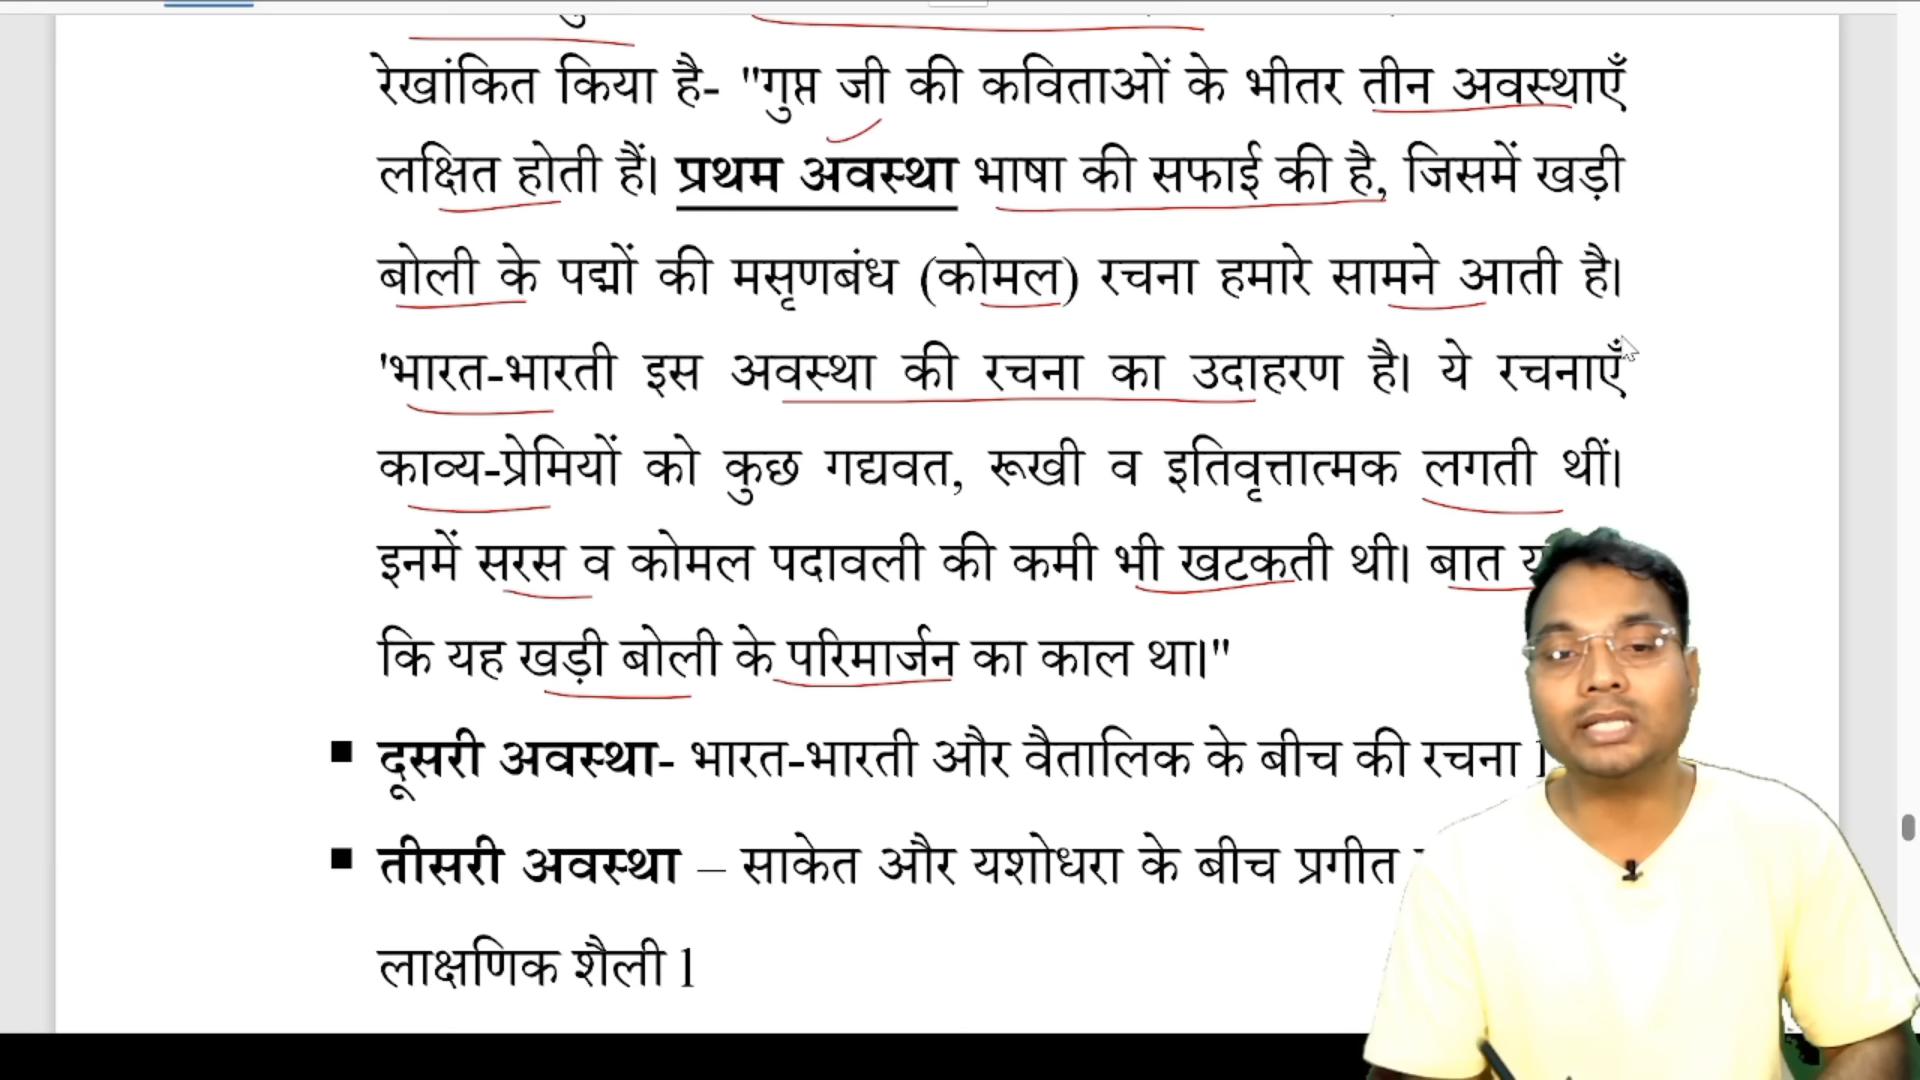 रेखांकित किया है- "गुप्त जी की कविताओं के भीतर तीन अवस्थाएँ
लक्षित होती हैं। प्रथम अवस्था भाषा की सफाई की है, जिसमें खड़ी
बोली के पद्यों की मसृणबंध (कोमल) रचना हमारे सामने आती है।
'भारत-भारती इस अवस्था की रचना का उदाहरण है। ये रचनाएँ
काव्य-प्रेमियों को कुछ गद्यवत, रूखी व इतिवृत्तात्मक लगती थीं।
इनमें सरस व कोमल पदावली की कमी भी खटकती थी। बात
कि यह खड़ी बोली के परिमार्जन का काल था।"
▪ दूसरी अवस्था- भारत-भारती और वैतालिक के बीच की रचना
▪ तीसरी अवस्था – साकेत और यशोधरा के बीच प्रगीत
लाक्षणिक शैली l